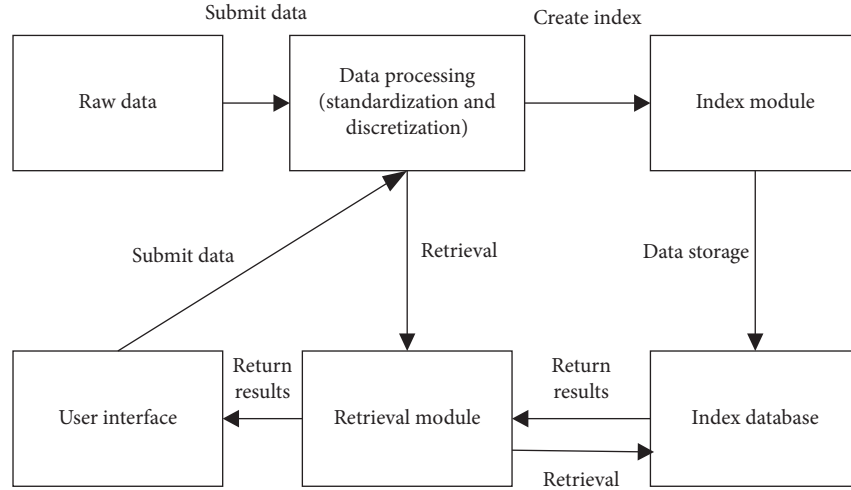 Submit data
Create index
Raw data
Data processing
(standardization and
discretization)
Index module
Submit data
Retrieval
Data storage
User interface
Return
results
Retrieval module
Return
results
Index database
Retrieval